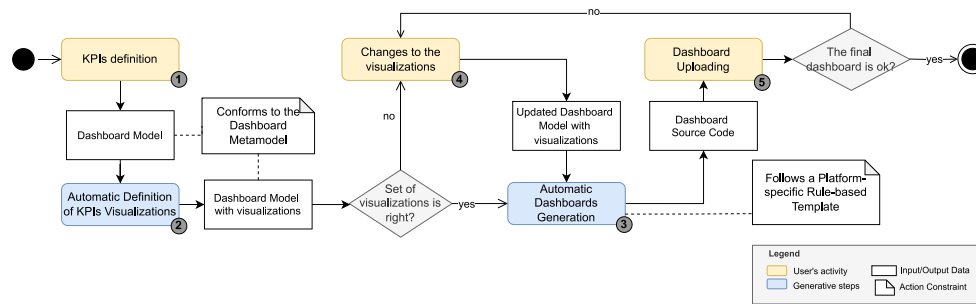 no
KPIs definition
1
Changes to the
visualizations
4
Dashboard
Uploading
5
The final
dashboard is ok?
yes
Conforms to the
Dashboard
Metamodel
Dashboard Model
no
Updated Dashboard
Model with
visualizations
Dashboard
Source Code
Automatic Definition
of KPIs Visualizations
2
Dashboard Model
with visualizations
Set of
visualizations is
right?
yes
Automatic
Dashboards
Generation
3
Follows a Platform-
specific Rule-based
Template
Legend
User's activity
Input/Output Data
Generative steps
Action Constraint